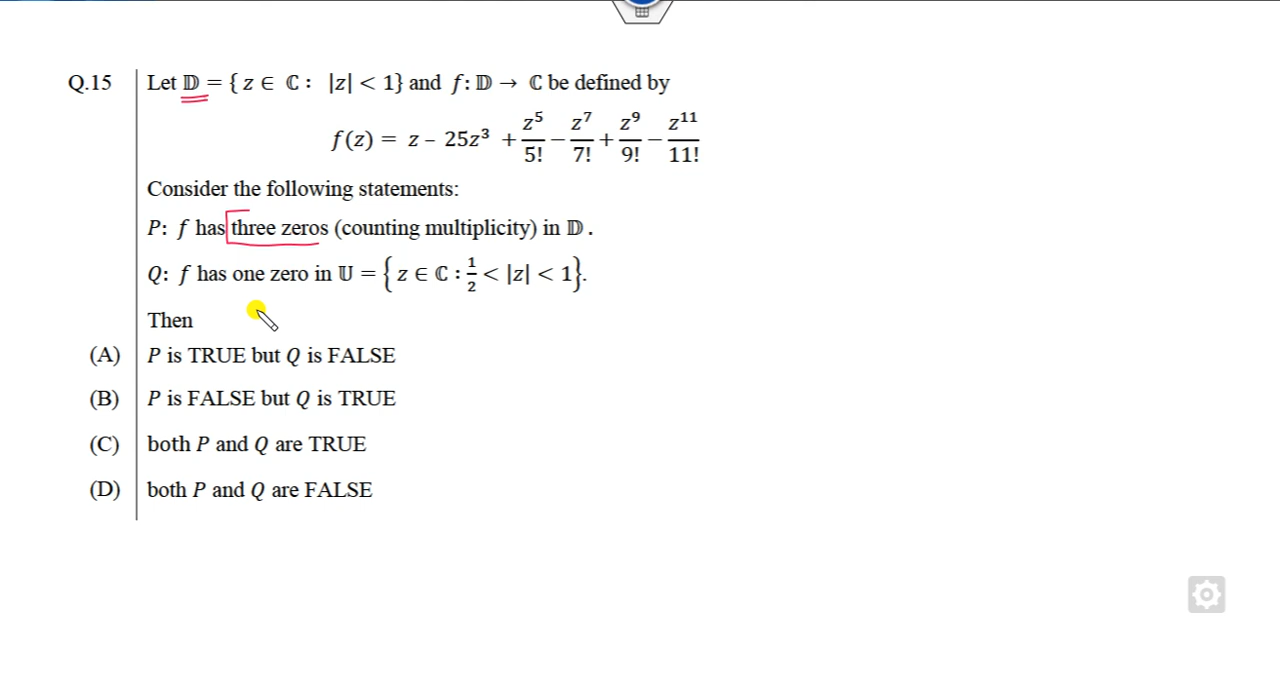 Q.15 Let 𝔻 = { z ∈ ℂ : |z| < 1} and f: 𝔻 → ℂ be defined by
f(z) = z − 25z³ + z⁵/5! − z⁷/7! + z⁹/9! − z¹¹/11!
Consider the following statements:
P: f has three zeros (counting multiplicity) in 𝔻 .
Q: f has one zero in 𝕌 = { z ∈ ℂ : 1/2 < |z| < 1}.
Then
(A) P is TRUE but Q is FALSE
(B) P is FALSE but Q is TRUE
(C) both P and Q are TRUE
(D) both P and Q are FALSE